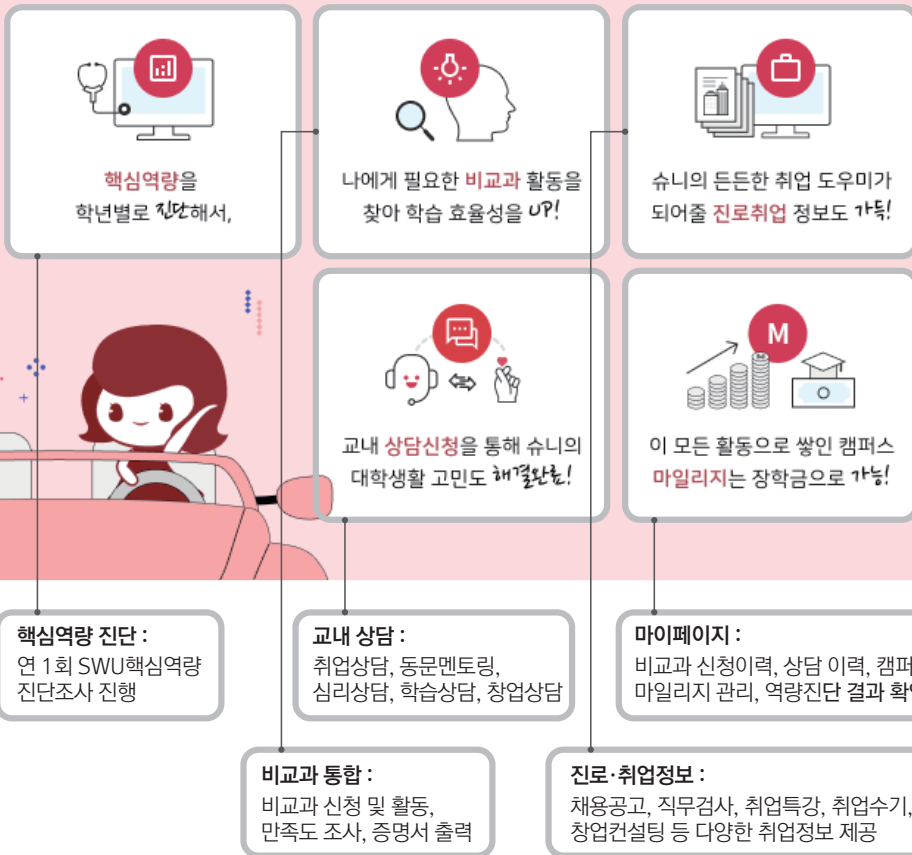 핵심역량을
학년별로 진단해서,
나에게 필요한 비교과 활동을
찾아 학습 효율성을 UP!
슈니의 든든한 취업 도우미가
되어줄 진로취업 정보도 가득!
교내 상담신청을 통해 슈니의
대학생활 고민도 해결완료!
M
이 모든 활동으로 쌓인 캠퍼스
마일리지는 장학금으로 가능!
핵심역량 진단 :
연 1회 SWU핵심역량
진단조사 진행
교내 상담 :
취업상담, 동문멘토링,
심리상담, 학습상담, 창업상담
마이페이지 :
비교과 신청이력, 상담 이력, 캠퍼
마일리지 관리, 역량진단 결과 확
비교과 통합 :
비교과 신청 및 활동,
만족도 조사, 증명서 출력
진로·취업정보 :
채용공고, 직무검사, 취업특강, 취업수기,
창업컨설팅 등 다양한 취업정보 제공